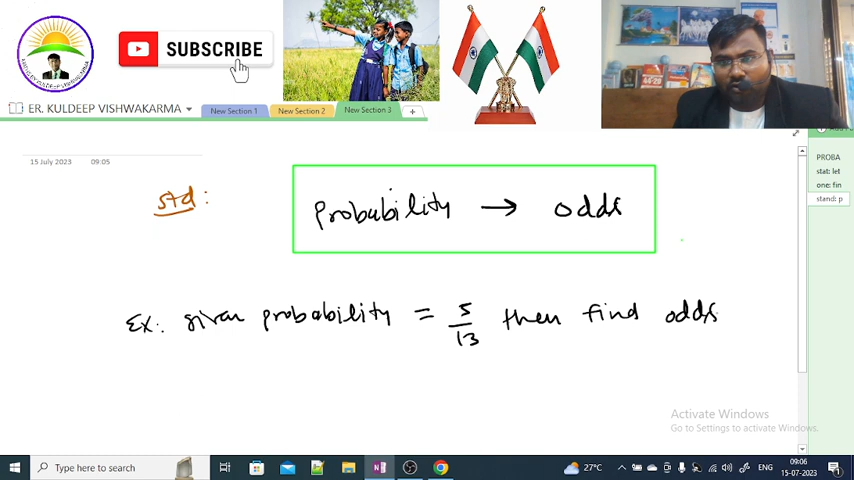 SUBSCRIBE
ER. KULDEEP VISHWAKARMA
New Section 1
New Section 2
New Section 3
+
15 July 2023 09:05
PROBA
stat: let
one: fin
stand: p
std:
probability → odds
Ex: given probability = 5/13 then find odds
Activate Windows
Go to Settings to activate Windows.
Type here to search
27°C
ENG
09:06
15-07-2023